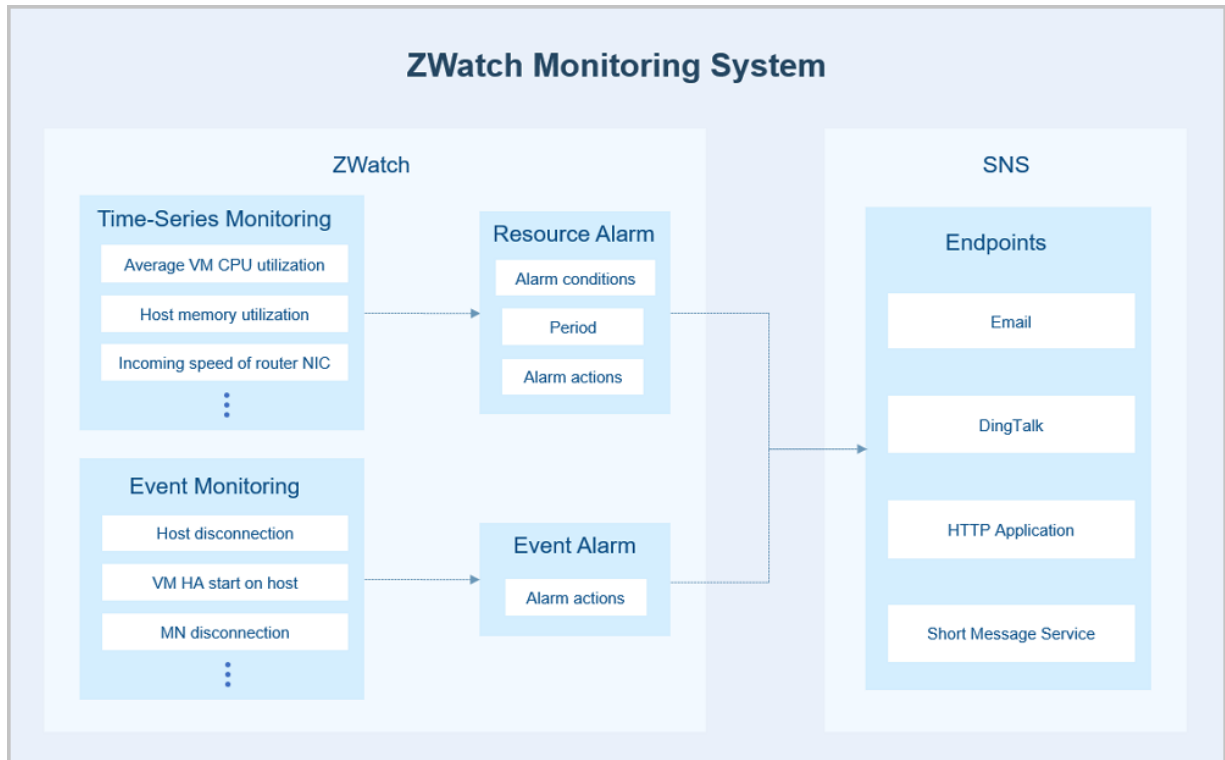 ZWatch Monitoring System
ZWatch
Time-Series Monitoring
Average VM CPU utilization
Host memory utilization
Incoming speed of router NIC
Resource Alarm
Alarm conditions
Period
Alarm actions
Event Monitoring
Host disconnection
VM HA start on host
MN disconnection
Event Alarm
Alarm actions
SNS
Endpoints
Email
DingTalk
HTTP Application
Short Message Service